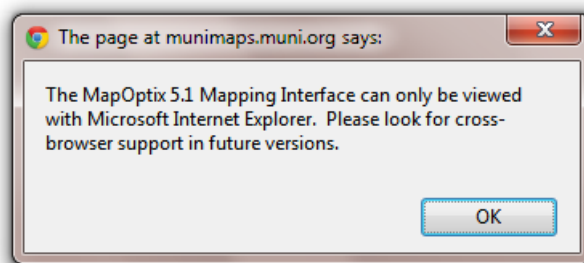 The page at munimaps.muni.org says:
The MapOptix 5.1 Mapping Interface can only be viewed
with Microsoft Internet Explorer.  Please look for cross-
browser support in future versions.
OK